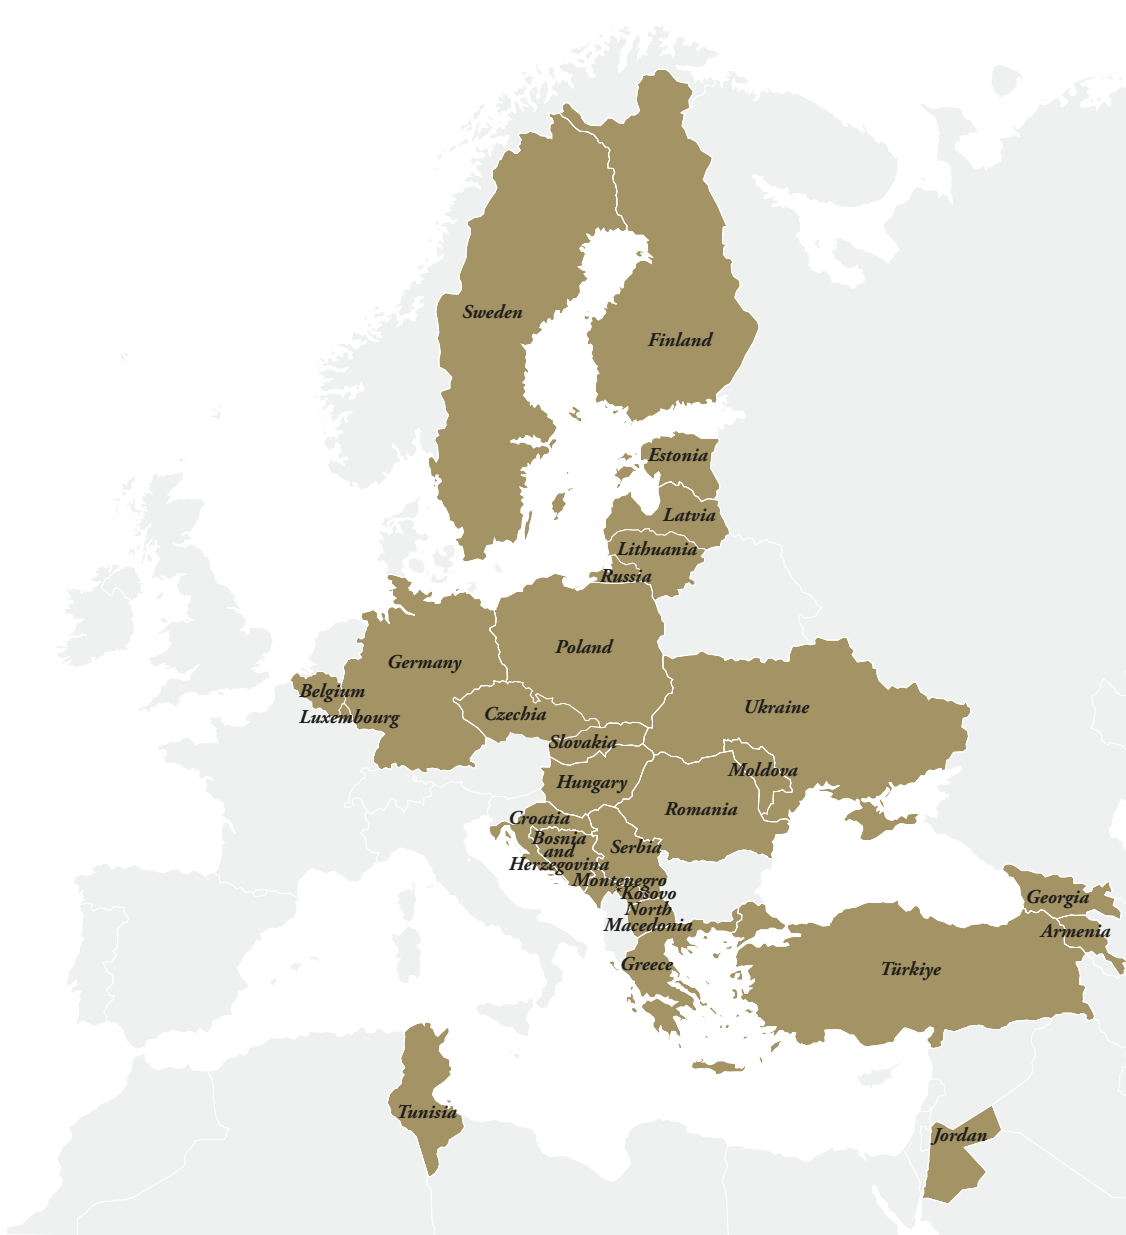 Sweden
Finland
Estonia
Latvia
Lithuania
Russia
Poland
Germany
Belgium
Luxembourg
Czechia
Ukraine
Slovakia
Moldova
Hungary
Romania
Croatia
Bosnia
and
Herzegovina
Serbia
Montenegro
Kosovo
North
Macedonia
Greece
Georgia
Armenia
Türkiye
Tunisia
Jordan